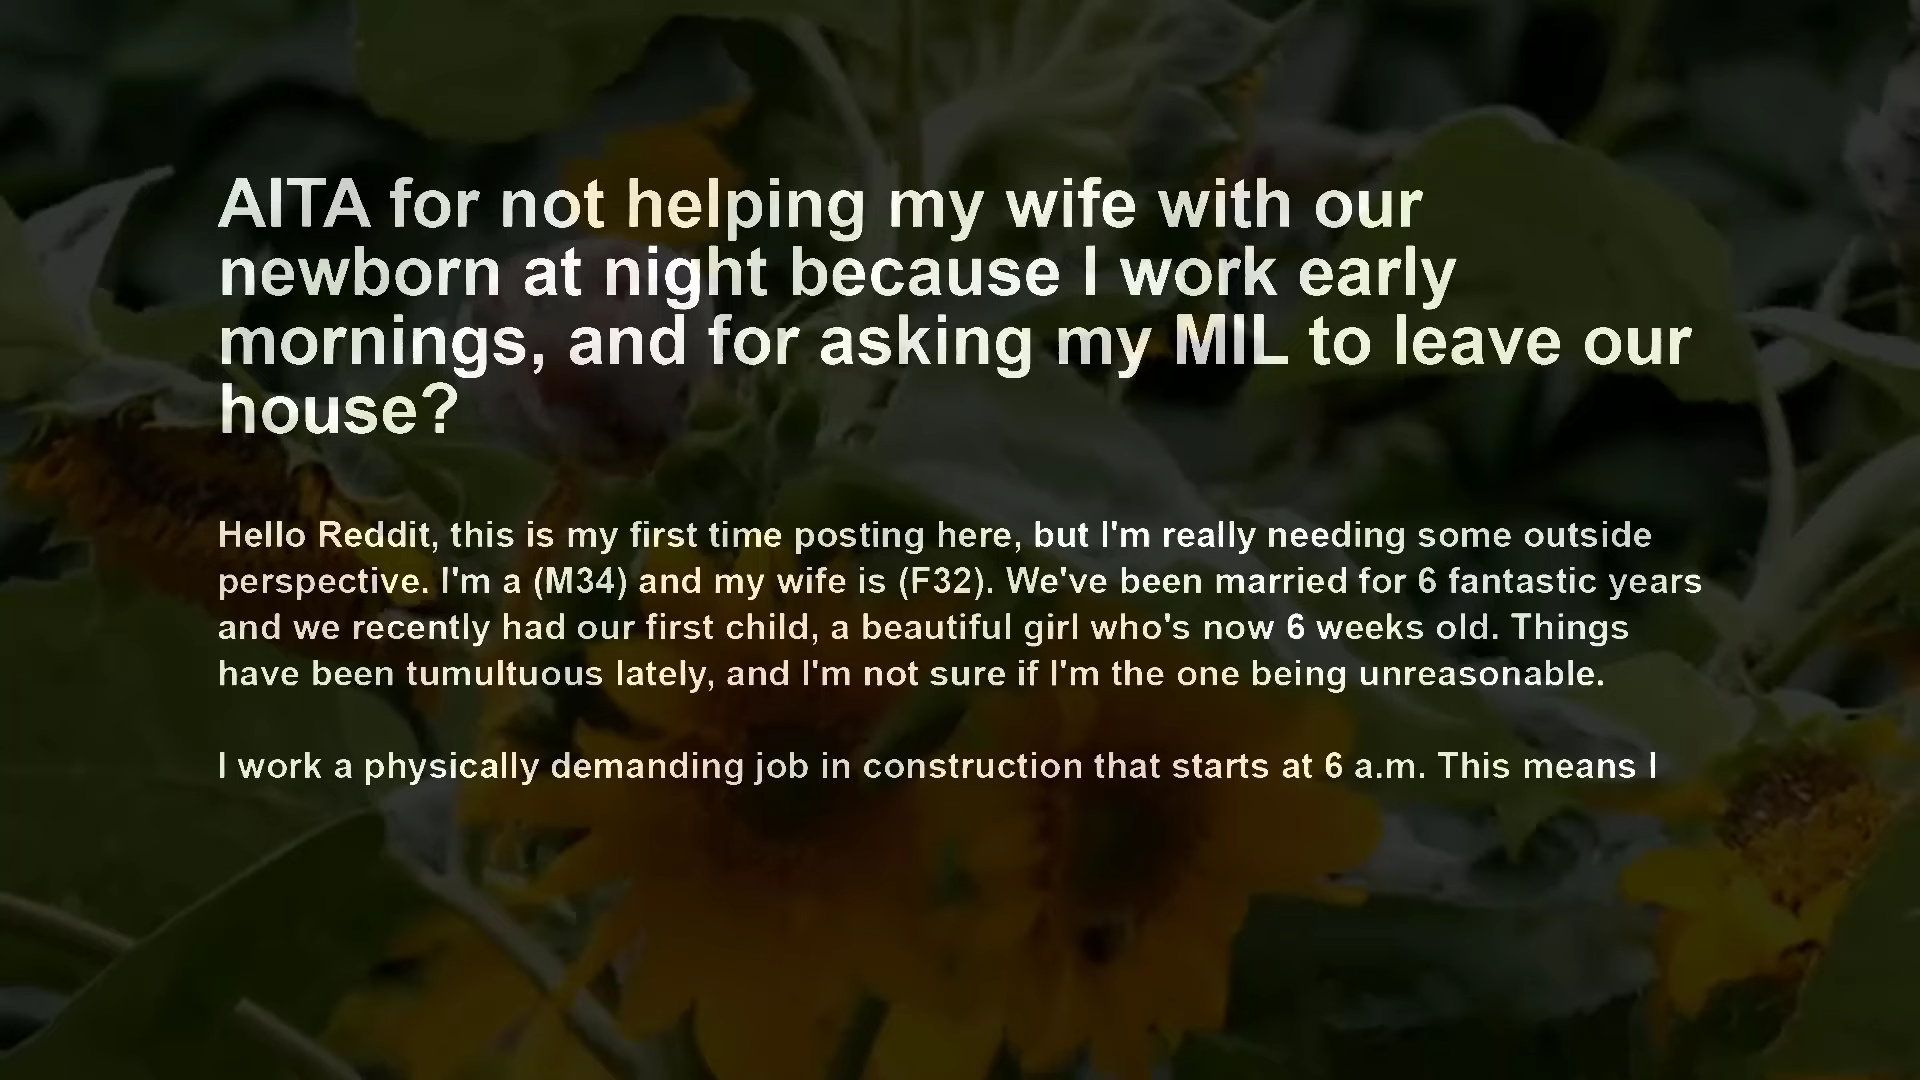 AITA for not helping my wife with our
newborn at night because I work early
mornings, and for asking my MIL to leave our
house?
Hello Reddit, this is my first time posting here, but I'm really needing some outside
perspective. I'm a (M34) and my wife is (F32). We've been married for 6 fantastic years
and we recently had our first child, a beautiful girl who's now 6 weeks old. Things
have been tumultuous lately, and I'm not sure if I'm the one being unreasonable.
I work a physically demanding job in construction that starts at 6 a.m. This means I